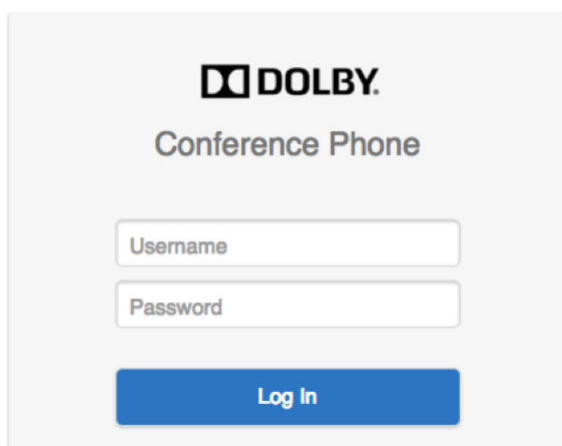 DOLBY.
Conference Phone
Username
Password
Log In